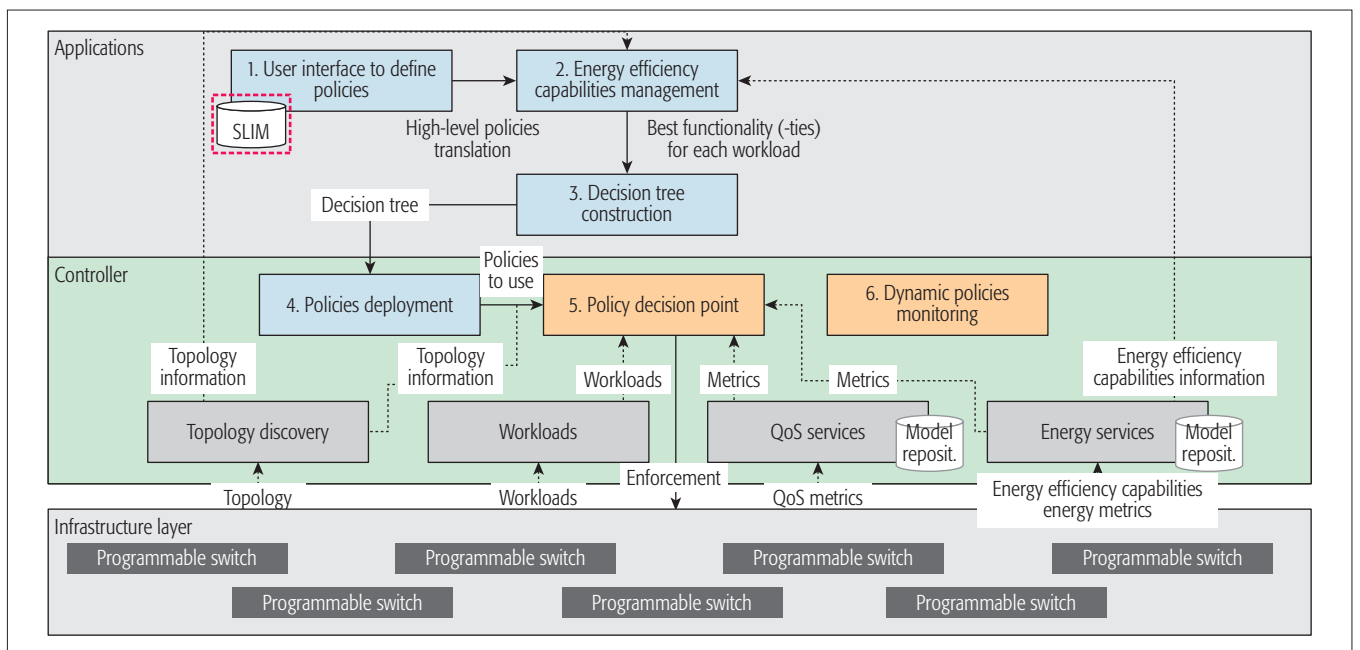 Applications
1. User interface to define
policies
2. Energy efficiency
capabilities management
SLIM
High-level policies
translation
Best functionality (-ties)
for each workload
3. Decision tree
construction
Decision tree
Controller
Policies
to use
4. Policies deployment
5. Policy decision point
6. Dynamic policies
monitoring
Topology
information
Topology
information
Workloads
Metrics
Metrics
Energy efficiency
capabilities information
Topology discovery
Workloads
QoS services
Model
reposit.
Energy services
Model
reposit.
Enforcement
Topology
Workloads
QoS metrics
Energy efficiency capabilities
energy metrics
Infrastructure layer
Programmable switch
Programmable switch
Programmable switch
Programmable switch
Programmable switch
Programmable switch
Programmable switch